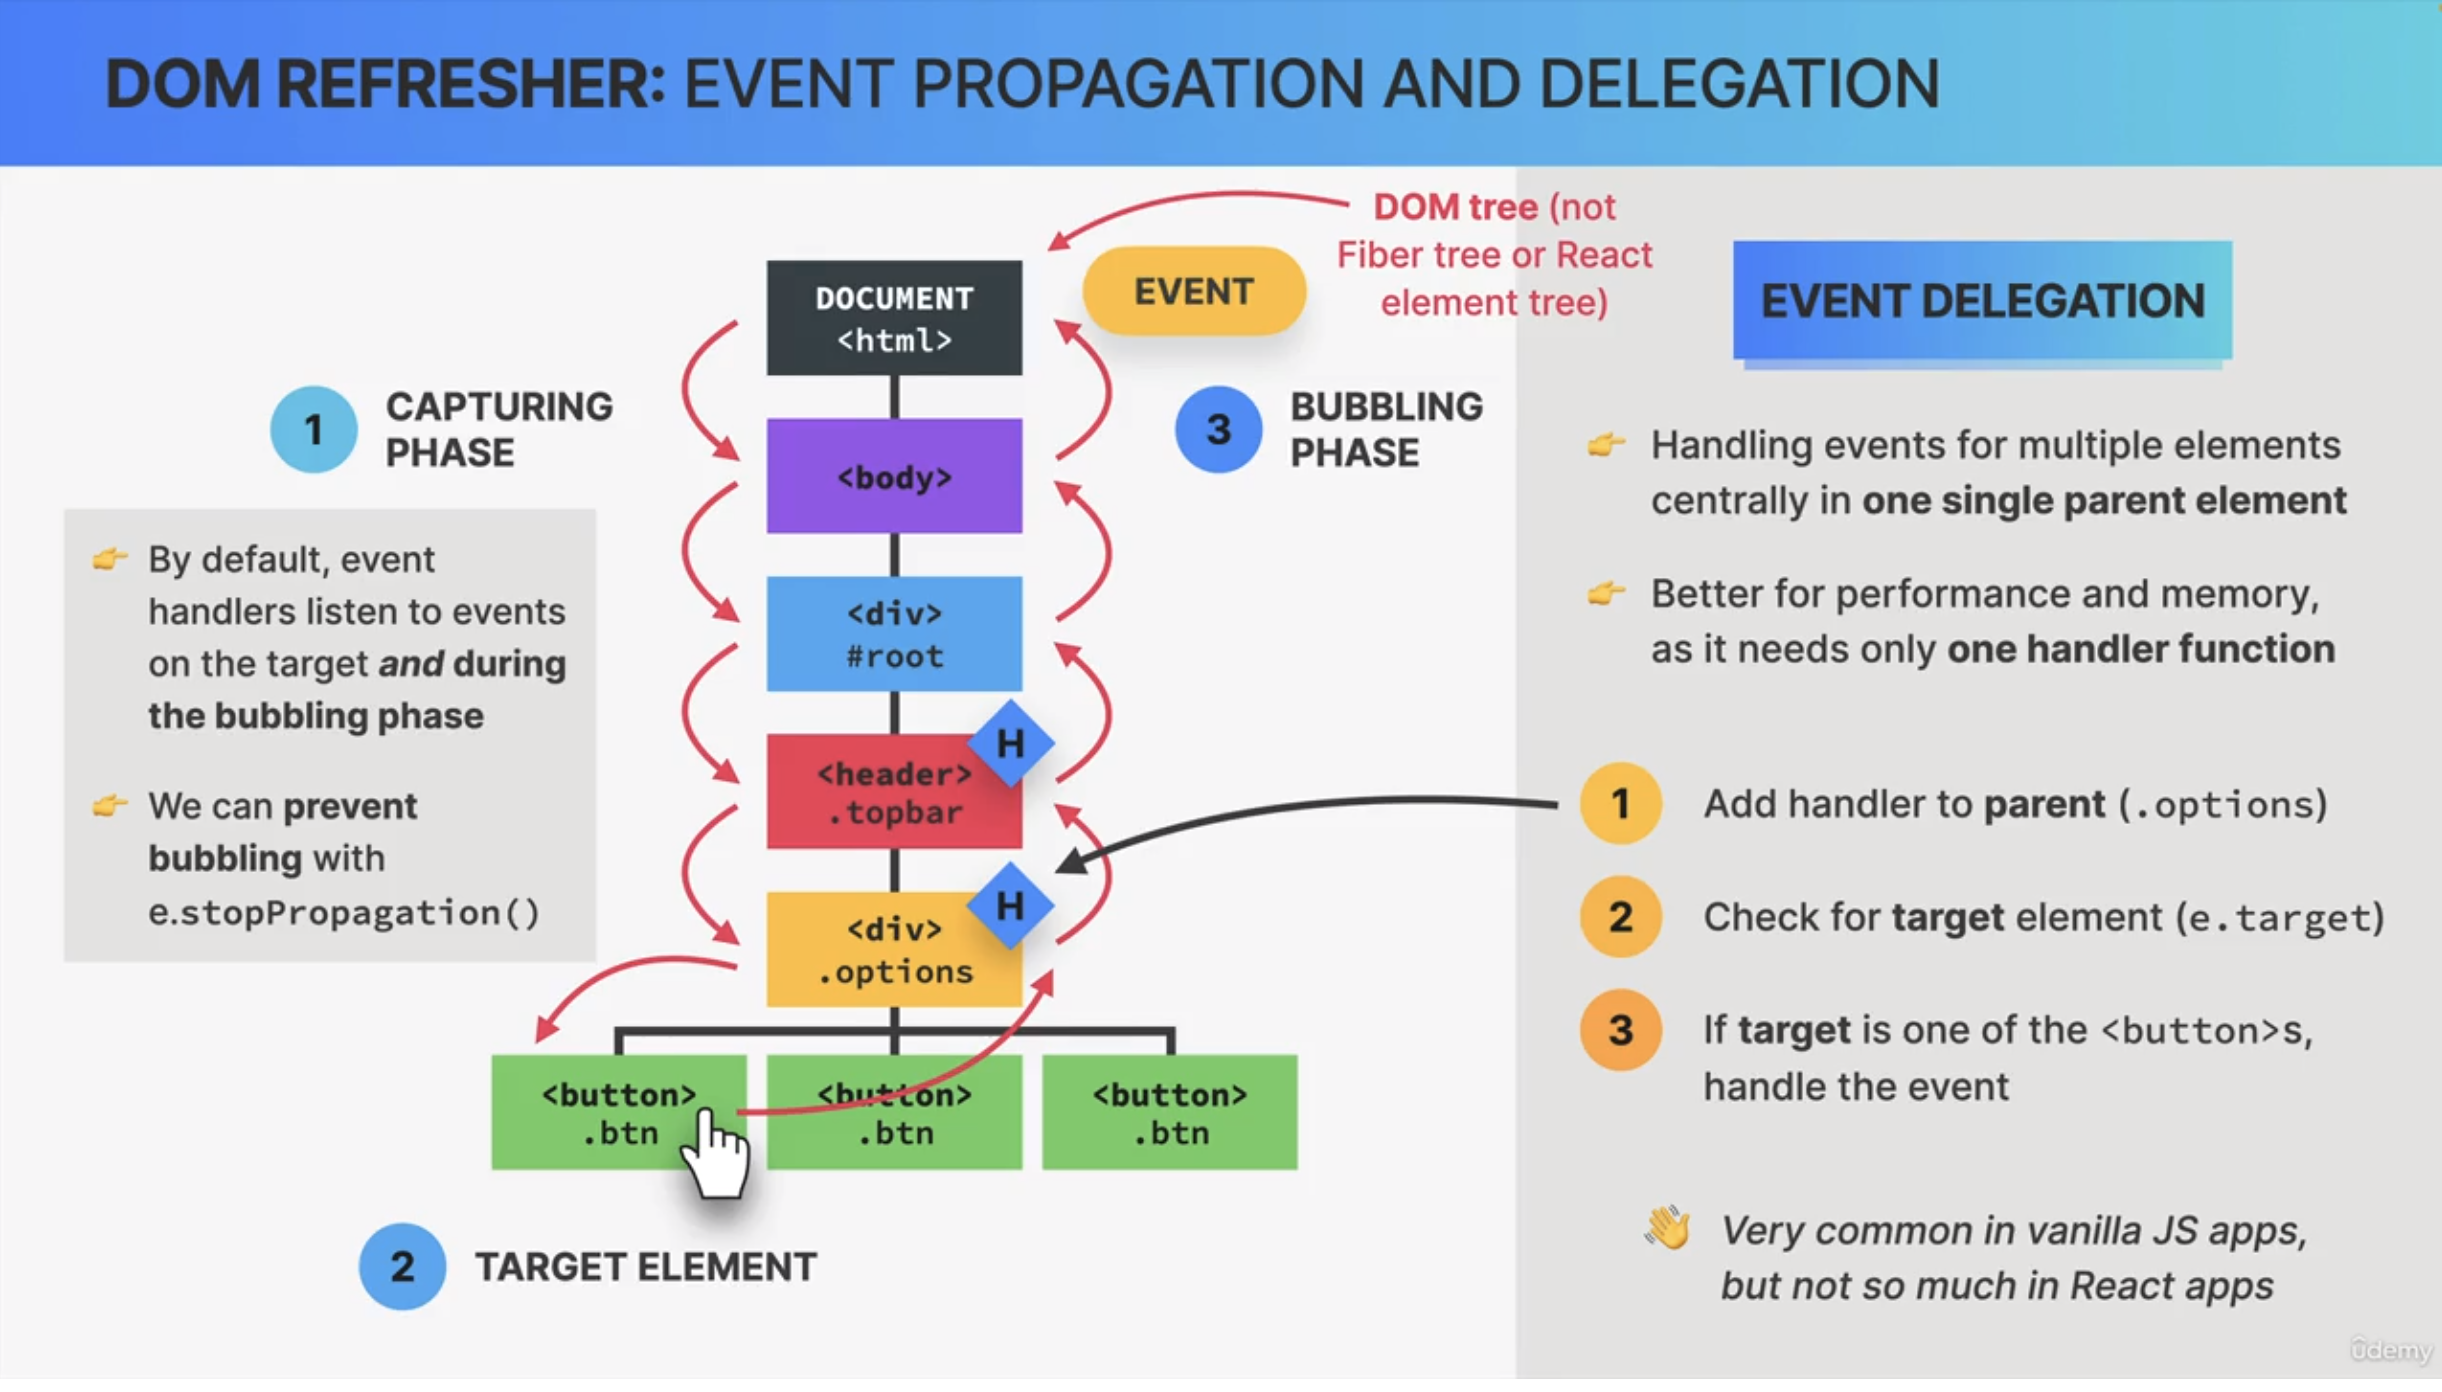 DOM REFRESHER: EVENT PROPAGATION AND DELEGATION
DOM tree (not
Fiber tree or React
element tree)
EVENT
DOCUMENT
<html>
1
CAPTURING
PHASE
3
BUBBLING
PHASE
<body>
👉 By default, event
handlers listen to events
on the target and during
the bubbling phase
👉 We can prevent
bubbling with
e.stopPropagation()
<div>
#root
<header>
.topbar
H
<div>
.options
H
<button>
.btn
<button>
.btn
<button>
.btn
2
TARGET ELEMENT
EVENT DELEGATION
👉 Handling events for multiple elements
centrally in one single parent element
👉 Better for performance and memory,
as it needs only one handler function
1 Add handler to parent (.options)
2 Check for target element (e.target)
3 If target is one of the <button>s,
handle the event
👋 Very common in vanilla JS apps,
but not so much in React apps
ûdemy